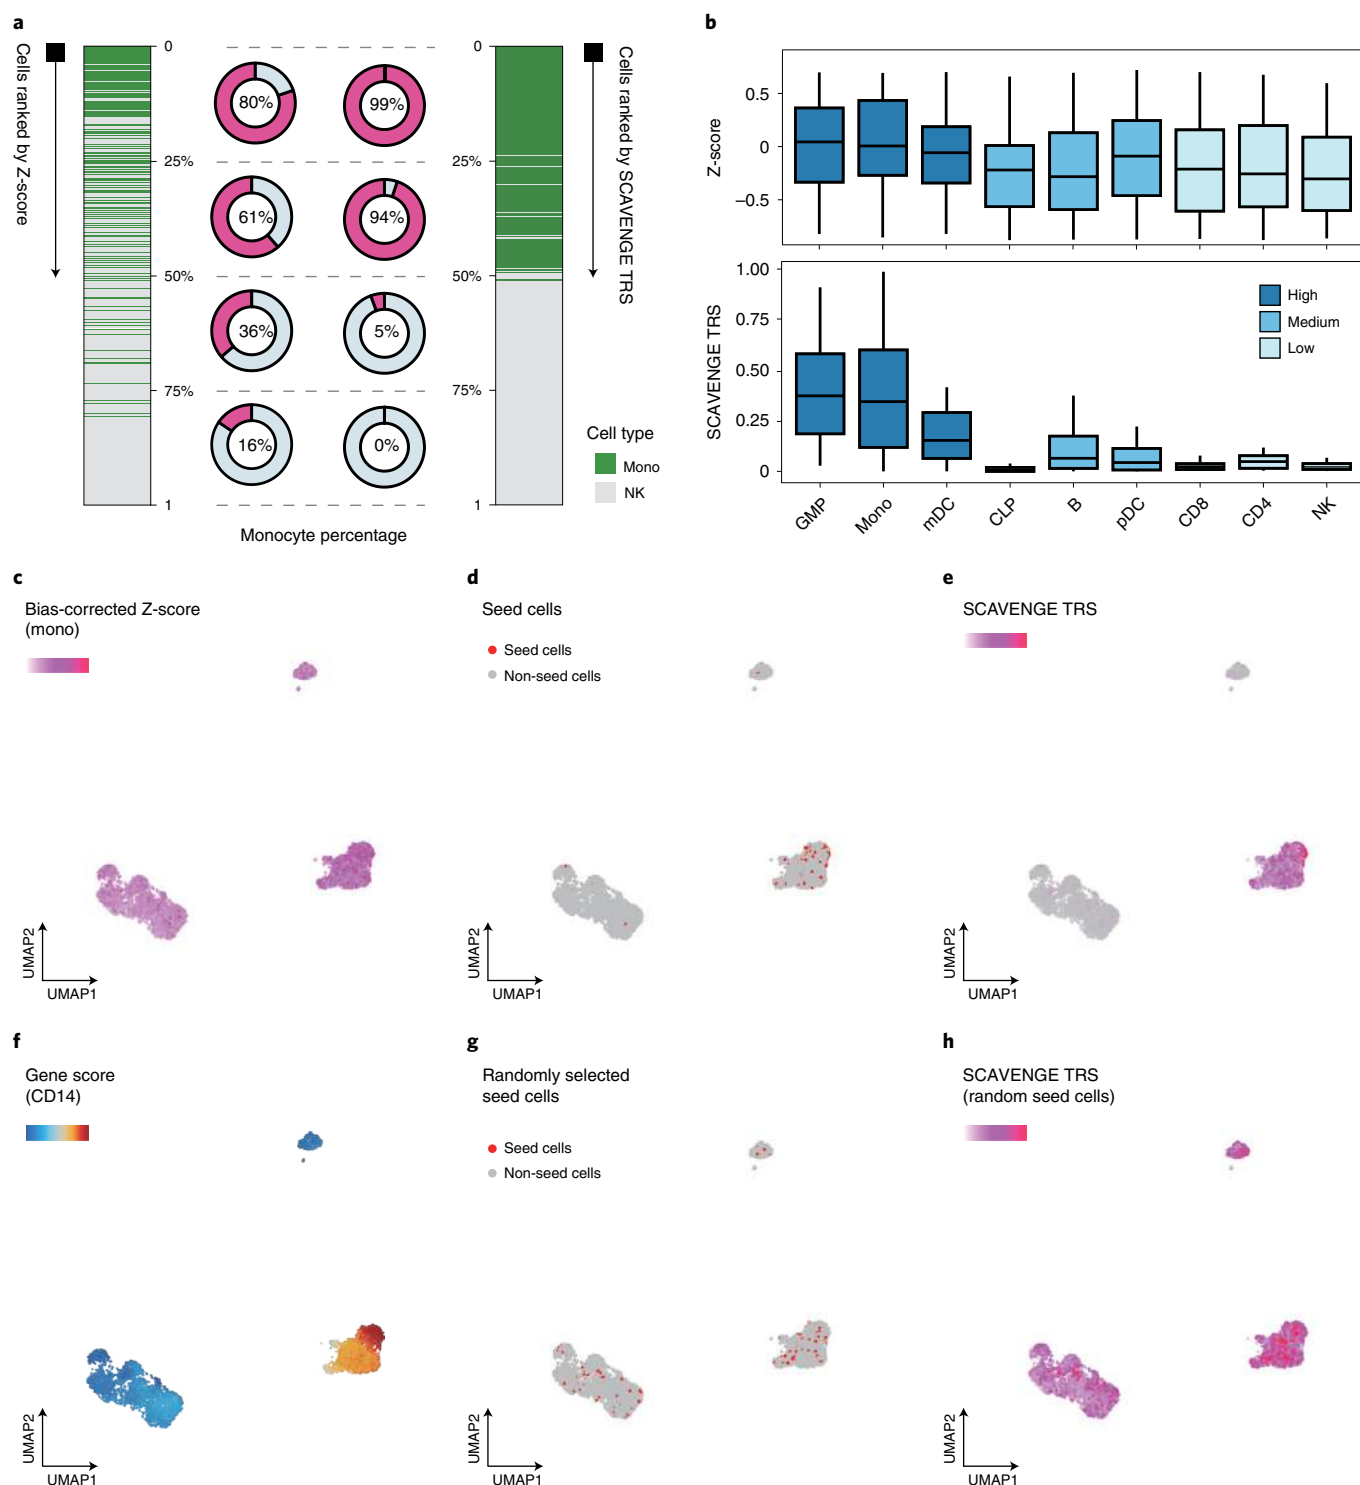 a
Cells ranked by Z-score
0
25%
50%
75%
1
80%
99%
61%
94%
36%
5%
16%
0%
Monocyte percentage
0
25%
50%
75%
1
Cells ranked by SCAVENGE TRS
Cell type
Mono
NK
b
Z-score
0.5
0
−0.5
SCAVENGE TRS
1.00
0.75
0.50
0.25
0
High
Medium
Low
GMP
Mono
mDC
CLP
B
pDC
CD8
CD4
NK
c
Bias-corrected Z-score
(mono)
UMAP2
UMAP1
d
Seed cells
Seed cells
Non-seed cells
UMAP2
UMAP1
e
SCAVENGE TRS
UMAP2
UMAP1
f
Gene score
(CD14)
UMAP2
UMAP1
g
Randomly selected
seed cells
Seed cells
Non-seed cells
UMAP2
UMAP1
h
SCAVENGE TRS
(random seed cells)
UMAP2
UMAP1